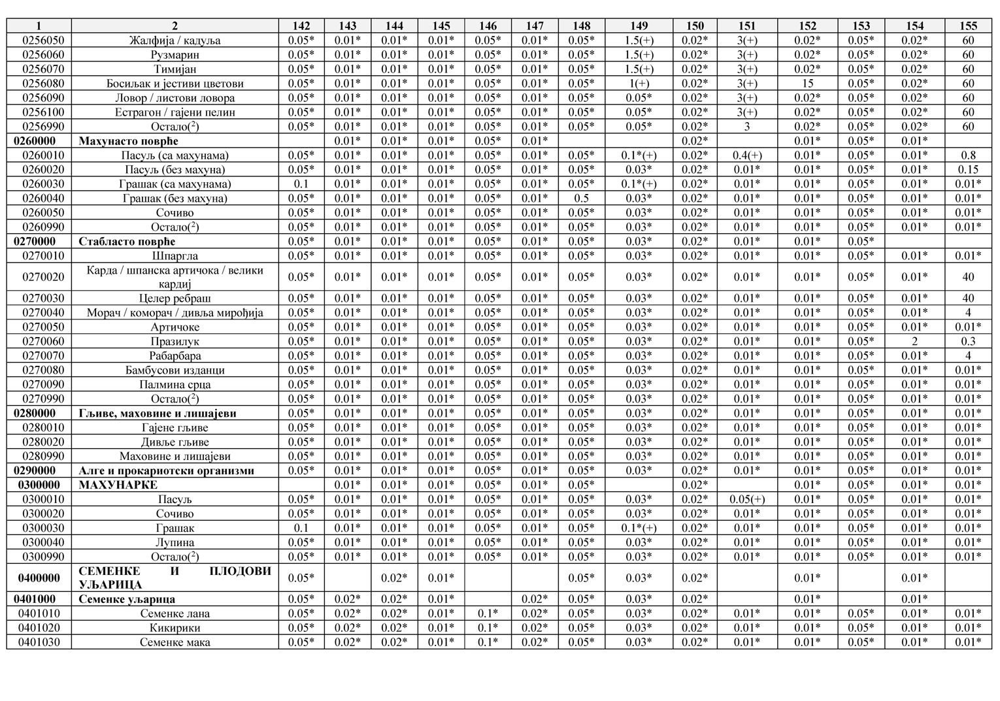 1 2 142 143 144 145 146 147 148 149 150 151 152 153 154 155
0256050 Жалфија / кадуља 0.05* 0.01* 0.01* 0.01* 0.05* 0.01* 0.05* 1.5(+) 0.02* 3(+) 0.02* 0.05* 0.02* 60
0256060 Рузмарин 0.05* 0.01* 0.01* 0.01* 0.05* 0.01* 0.05* 1.5(+) 0.02* 3(+) 0.02* 0.05* 0.02* 60
0256070 Тимијан 0.05* 0.01* 0.01* 0.01* 0.05* 0.01* 0.05* 1.5(+) 0.02* 3(+) 0.02* 0.05* 0.02* 60
0256080 Босиљак и јестиви цветови 0.05* 0.01* 0.01* 0.01* 0.05* 0.01* 0.05* 1(+) 0.02* 3(+) 15 0.05* 0.02* 60
0256090 Ловор / листови ловора 0.05* 0.01* 0.01* 0.01* 0.05* 0.01* 0.05* 0.05* 0.02* 3(+) 0.02* 0.05* 0.02* 60
0256100 Естрагон / гајени пелин 0.05* 0.01* 0.01* 0.01* 0.05* 0.01* 0.05* 0.05* 0.02* 3(+) 0.02* 0.05* 0.02* 60
0256990 Остало(2) 0.05* 0.01* 0.01* 0.01* 0.05* 0.01* 0.05* 0.05* 0.02* 3 0.02* 0.05* 0.02* 60
0260000 Махунасто поврће 0.01* 0.01* 0.01* 0.05* 0.01* 0.02* 0.01* 0.05* 0.01*
0260010 Пасуљ (са махунама) 0.05* 0.01* 0.01* 0.01* 0.05* 0.01* 0.05* 0.1*(+) 0.02* 0.4(+) 0.01* 0.05* 0.01* 0.8
0260020 Пасуљ (без махуна) 0.05* 0.01* 0.01* 0.01* 0.05* 0.01* 0.05* 0.03* 0.02* 0.01* 0.01* 0.05* 0.01* 0.15
0260030 Грашак (са махунама) 0.1 0.01* 0.01* 0.01* 0.05* 0.01* 0.05* 0.1*(+) 0.02* 0.01* 0.01* 0.05* 0.01* 0.01*
0260040 Грашак (без махуна) 0.05* 0.01* 0.01* 0.01* 0.05* 0.01* 0.5 0.03* 0.02* 0.01* 0.01* 0.05* 0.01* 0.01*
0260050 Сочиво 0.05* 0.01* 0.01* 0.01* 0.05* 0.01* 0.05* 0.03* 0.02* 0.01* 0.01* 0.05* 0.01* 0.01*
0260990 Остало(2) 0.05* 0.01* 0.01* 0.01* 0.05* 0.01* 0.05* 0.03* 0.02* 0.01* 0.01* 0.05* 0.01* 0.01*
0270000 Стабласто поврће 0.05* 0.01* 0.01* 0.01* 0.05* 0.01* 0.05* 0.03* 0.02* 0.01* 0.01* 0.05*
0270010 Шпаргла 0.05* 0.01* 0.01* 0.01* 0.05* 0.01* 0.05* 0.03* 0.02* 0.01* 0.01* 0.05* 0.01* 0.01*
0270020 Карда / шпанска артичока / велики
кардиј 0.05* 0.01* 0.01* 0.01* 0.05* 0.01* 0.05* 0.03* 0.02* 0.01* 0.01* 0.05* 0.01* 40
0270030 Целер ребраш 0.05* 0.01* 0.01* 0.01* 0.05* 0.01* 0.05* 0.03* 0.02* 0.01* 0.01* 0.05* 0.01* 40
0270040 Морач / коморач / дивља мирођија 0.05* 0.01* 0.01* 0.01* 0.05* 0.01* 0.05* 0.03* 0.02* 0.01* 0.01* 0.05* 0.01* 4
0270050 Артичоке 0.05* 0.01* 0.01* 0.01* 0.05* 0.01* 0.05* 0.03* 0.02* 0.01* 0.01* 0.05* 0.01* 0.01*
0270060 Празилук 0.05* 0.01* 0.01* 0.01* 0.05* 0.01* 0.05* 0.03* 0.02* 0.01* 0.01* 0.05* 2 0.3
0270070 Рабарбара 0.05* 0.01* 0.01* 0.01* 0.05* 0.01* 0.05* 0.03* 0.02* 0.01* 0.01* 0.05* 0.01* 4
0270080 Бамбусови изданци 0.05* 0.01* 0.01* 0.01* 0.05* 0.01* 0.05* 0.03* 0.02* 0.01* 0.01* 0.05* 0.01* 0.01*
0270090 Палмина срца 0.05* 0.01* 0.01* 0.01* 0.05* 0.01* 0.05* 0.03* 0.02* 0.01* 0.01* 0.05* 0.01* 0.01*
0270990 Остало(2) 0.05* 0.01* 0.01* 0.01* 0.05* 0.01* 0.05* 0.03* 0.02* 0.01* 0.01* 0.05* 0.01* 0.01*
0280000 Гљиве, маховине и лишајеви 0.05* 0.01* 0.01* 0.01* 0.05* 0.01* 0.05* 0.03* 0.02* 0.01* 0.01* 0.05* 0.01* 0.01*
0280010 Гајене гљиве 0.05* 0.01* 0.01* 0.01* 0.05* 0.01* 0.05* 0.03* 0.02* 0.01* 0.01* 0.05* 0.01* 0.01*
0280020 Дивље гљиве 0.05* 0.01* 0.01* 0.01* 0.05* 0.01* 0.05* 0.03* 0.02* 0.01* 0.01* 0.05* 0.01* 0.01*
0280990 Маховине и лишајеви 0.05* 0.01* 0.01* 0.01* 0.05* 0.01* 0.05* 0.03* 0.02* 0.01* 0.01* 0.05* 0.01* 0.01*
0290000 Алге и прокариотски организми 0.05* 0.01* 0.01* 0.01* 0.05* 0.01* 0.05* 0.03* 0.02* 0.01* 0.01* 0.05* 0.01* 0.01*
0300000 МАХУНАРКЕ 0.01* 0.01* 0.01* 0.05* 0.01* 0.05* 0.02* 0.01* 0.05* 0.01* 0.01*
0300010 Пасуљ 0.05* 0.01* 0.01* 0.01* 0.05* 0.01* 0.05* 0.03* 0.02* 0.05(+) 0.01* 0.05* 0.01* 0.01*
0300020 Сочиво 0.05* 0.01* 0.01* 0.01* 0.05* 0.01* 0.05* 0.03* 0.02* 0.01* 0.01* 0.05* 0.01* 0.01*
0300030 Грашак 0.1 0.01* 0.01* 0.01* 0.05* 0.01* 0.05* 0.1*(+) 0.02* 0.01* 0.01* 0.05* 0.01* 0.01*
0300040 Лупина 0.05* 0.01* 0.01* 0.01* 0.05* 0.01* 0.05* 0.03* 0.02* 0.01* 0.01* 0.05* 0.01* 0.01*
0300990 Остало(2) 0.05* 0.01* 0.01* 0.01* 0.05* 0.01* 0.05* 0.03* 0.02* 0.01* 0.01* 0.05* 0.01* 0.01*
0400000 СЕМЕНКЕ И ПЛОДОВИ
УЉАРИЦА 0.05* 0.02* 0.01* 0.05* 0.03* 0.02* 0.01* 0.01*
0401000 Семенке уљарица 0.05* 0.02* 0.02* 0.01* 0.02* 0.05* 0.03* 0.02* 0.01* 0.01*
0401010 Семенке лана 0.05* 0.02* 0.02* 0.01* 0.1* 0.02* 0.05* 0.03* 0.02* 0.01* 0.01* 0.05* 0.01* 0.01*
0401020 Кикирики 0.05* 0.02* 0.02* 0.01* 0.1* 0.02* 0.05* 0.03* 0.02* 0.01* 0.01* 0.05* 0.01* 0.01*
0401030 Семенке мака 0.05* 0.02* 0.02* 0.01* 0.1* 0.02* 0.05* 0.03* 0.02* 0.01* 0.01* 0.05* 0.01* 0.01*